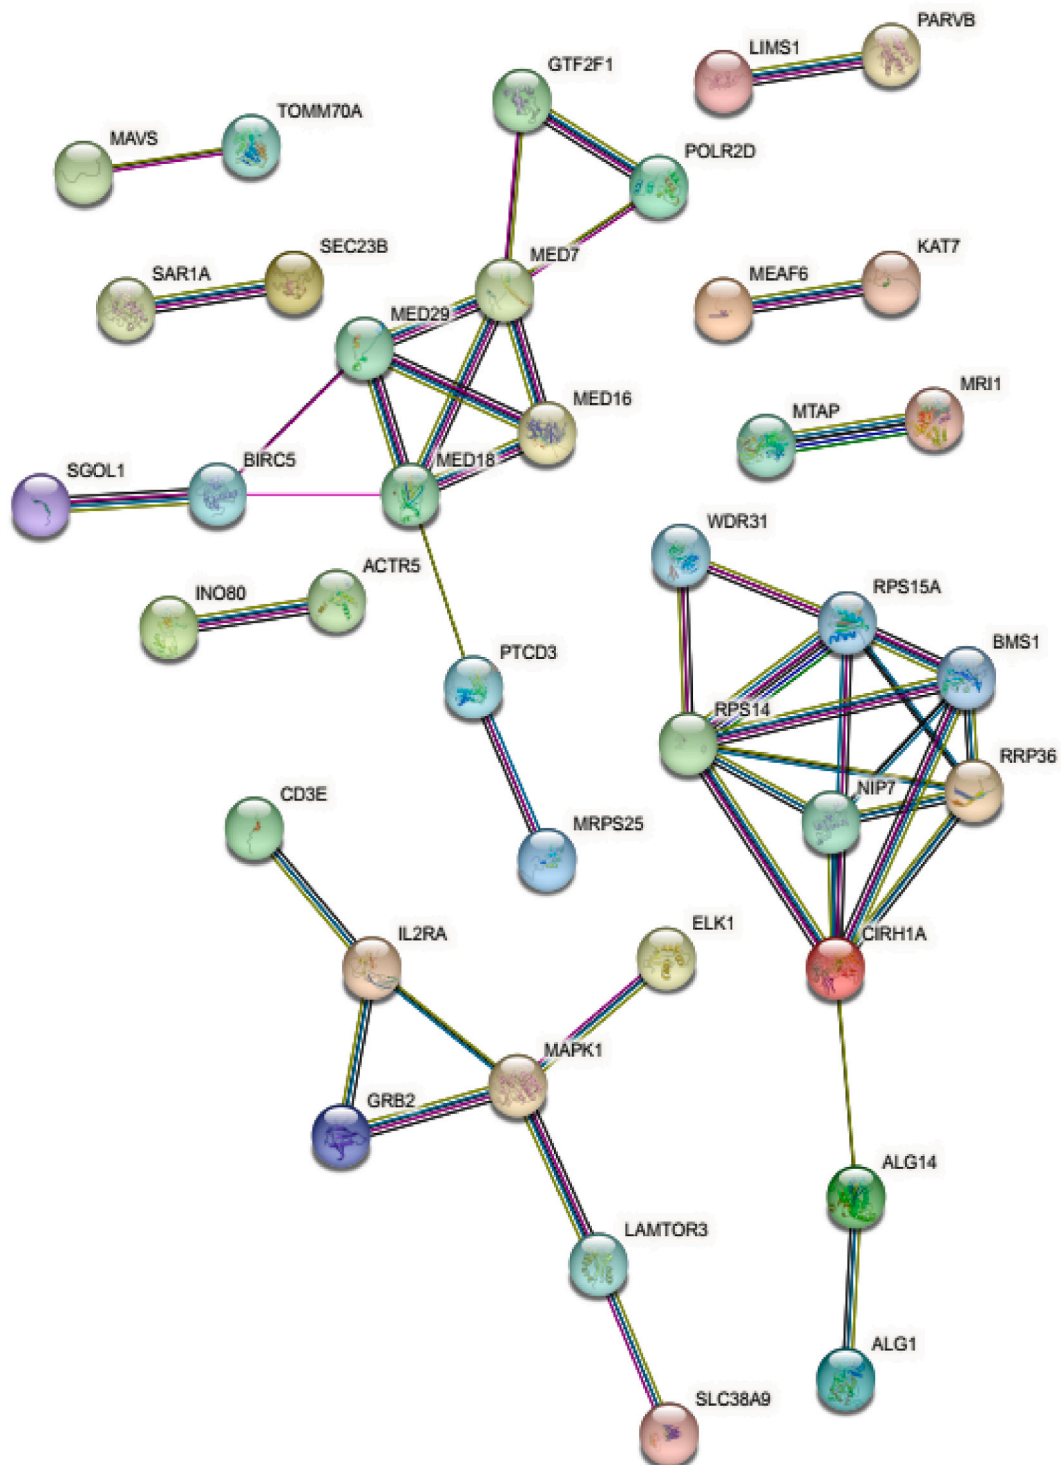 PARVB
LIMS1
GTF2F1
TOMM70A
MAVS
POLR2D
SEC23B
MED7
KAT7
SAR1A
MEAF6
MED29
MRI1
MED16
MTAP
SGOL1
BIRC5
MED18
WDR31
ACTR5
RPS15A
INO80
BMS1
PTCD3
RPS14
RRP36
NIP7
CD3E
MRPS25
ELK1
IL2RA
CIRH1A
MAPK1
GRB2
ALG14
LAMTOR3
ALG1
SLC38A9